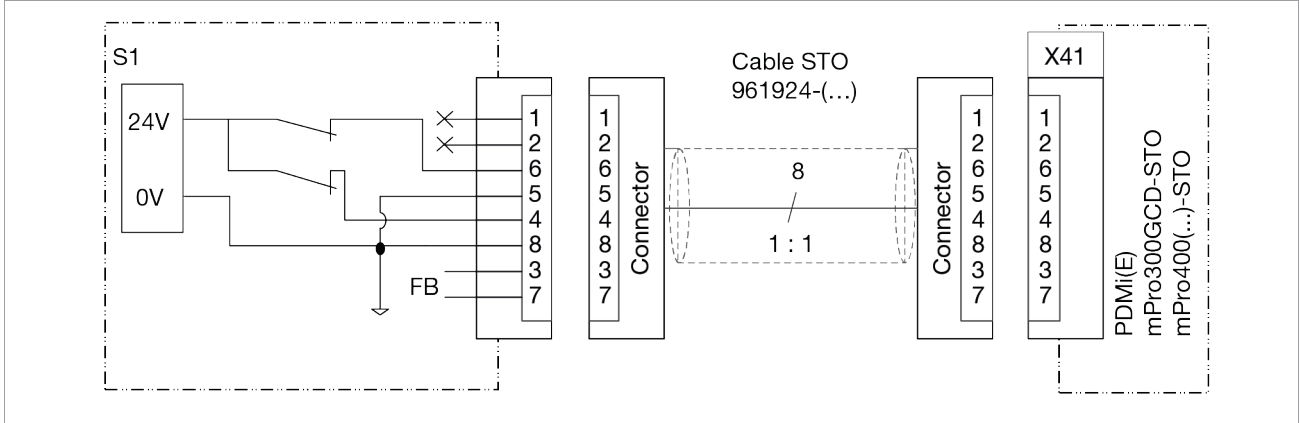 S1
24V
0V
FB
1
2
6
5
4
8
3
7
1
2
6
5
4
8
3
7
Connector
Cable STO
961924-(...)
8
1 : 1
Connector
1
2
6
5
4
8
3
7
X41
1
2
6
5
4
8
3
7
PDMi(E)
mPro300GCD-STO
mPro400(...)-STO